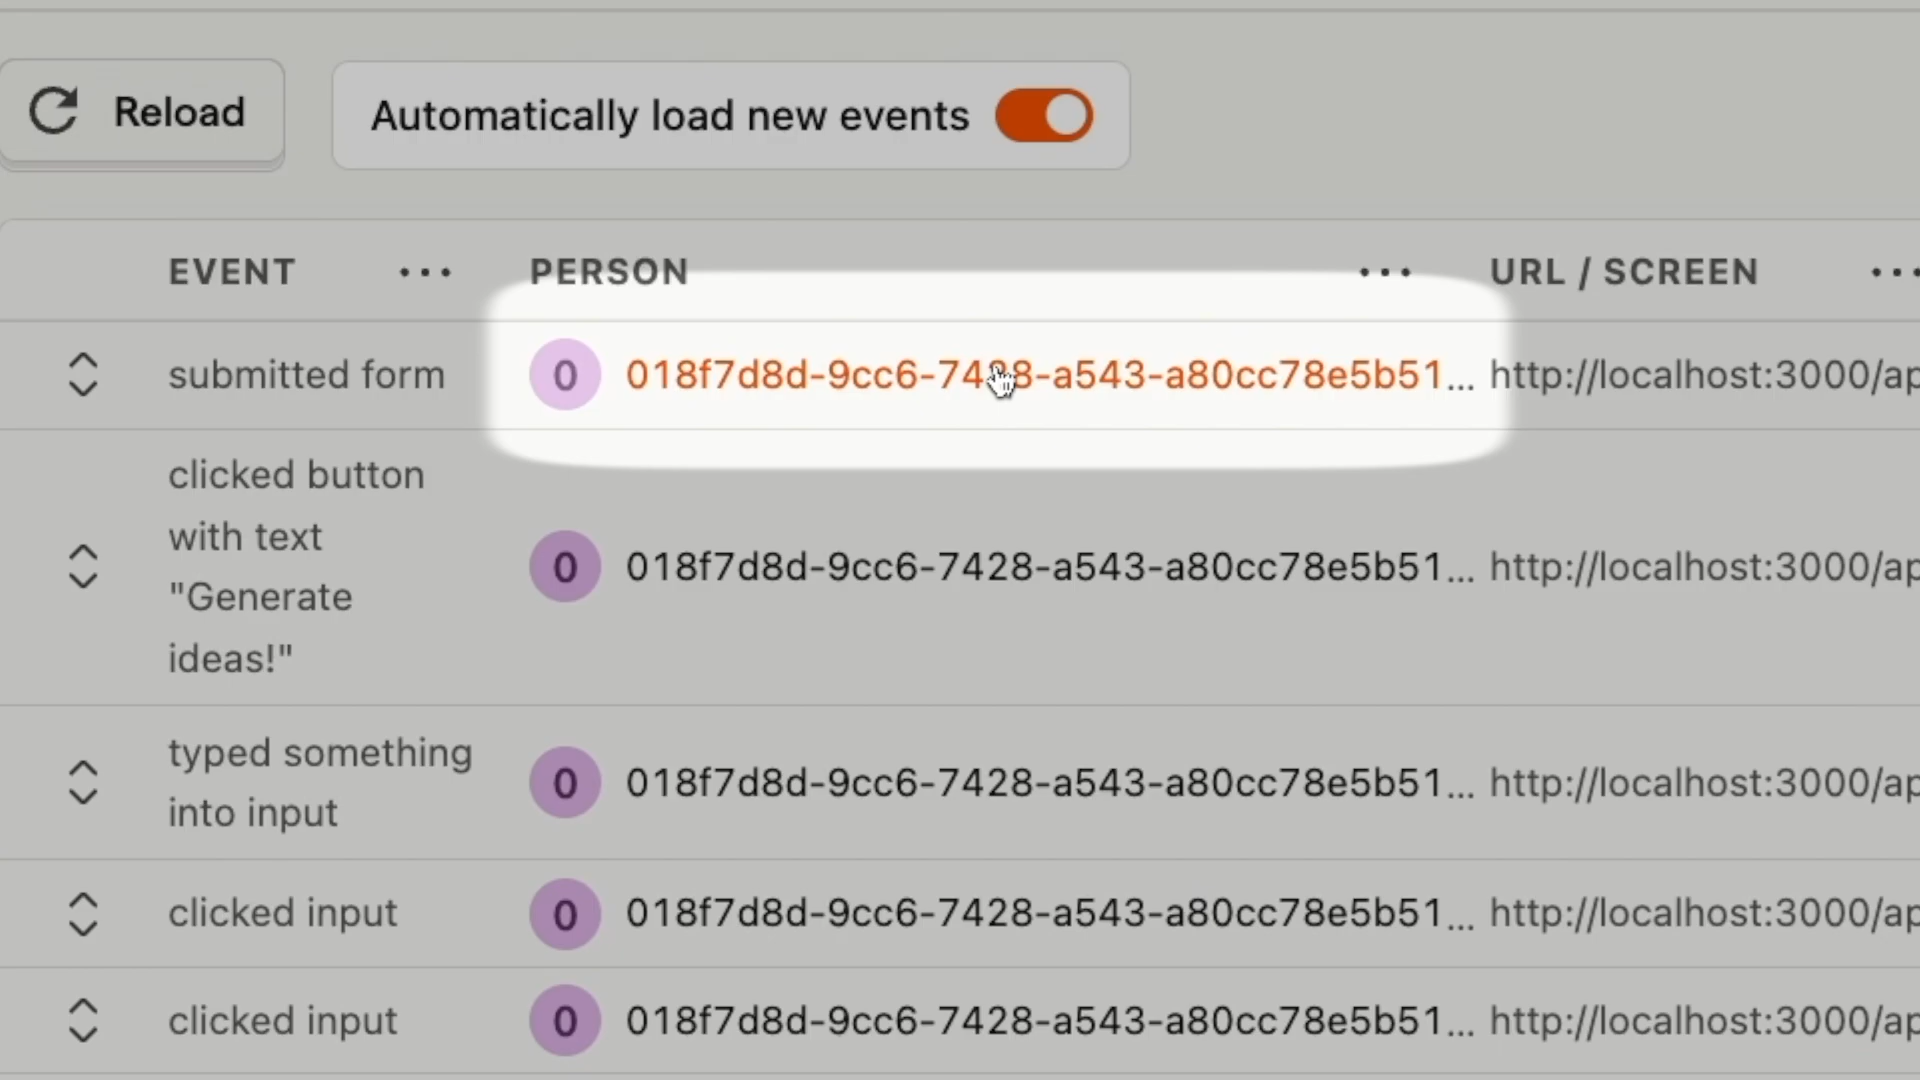 Reload
Automatically load new events
EVENT ... PERSON ... URL / SCREEN ...
submitted form 0 018f7d8d-9cc6-7428-a543-a80cc78e5b51... http://localhost:3000/ap
clicked button
with text
"Generate
ideas!"
0 018f7d8d-9cc6-7428-a543-a80cc78e5b51... http://localhost:3000/ap
typed something
into input
0 018f7d8d-9cc6-7428-a543-a80cc78e5b51... http://localhost:3000/ap
clicked input 0 018f7d8d-9cc6-7428-a543-a80cc78e5b51... http://localhost:3000/ap
clicked input 0 018f7d8d-9cc6-7428-a543-a80cc78e5b51... http://localhost:3000/ap